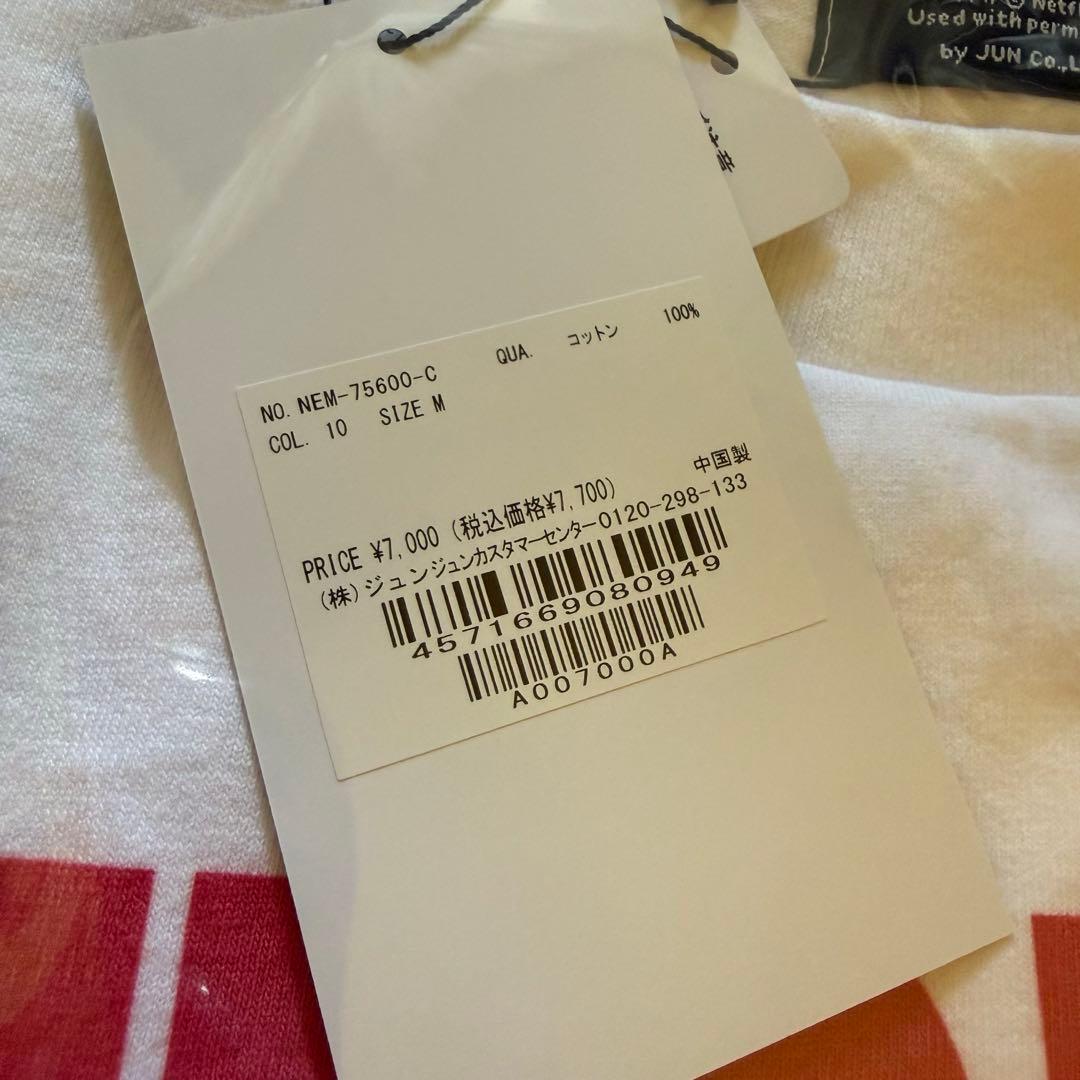 Used with perm
by JUN Co.,L
NO. NEM-75600-C QUA. コットン 100%
COL. 10 SIZE M
中国製
PRICE ¥7,000 (税込価格¥7,700)
(株)ジュンジュンカスタマーセンター0120-298-133
4571669080949
A007000A